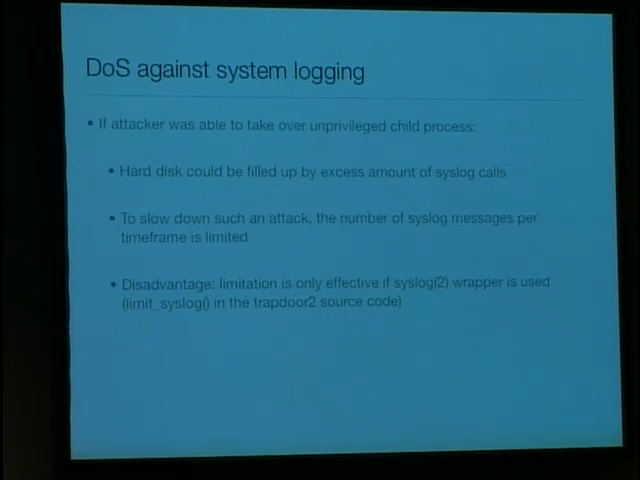 DoS against system logging
• If attacker was able to take over unprivileged child process:
• Hard disk could be filled up by excess amount of syslog calls
• To slow down such an attack, the number of syslog messages per
timeframe is limited
• Disadvantage: limitation is only effective if syslog(2) wrapper is used
(limit_syslog() in the trapdoor2 source code)